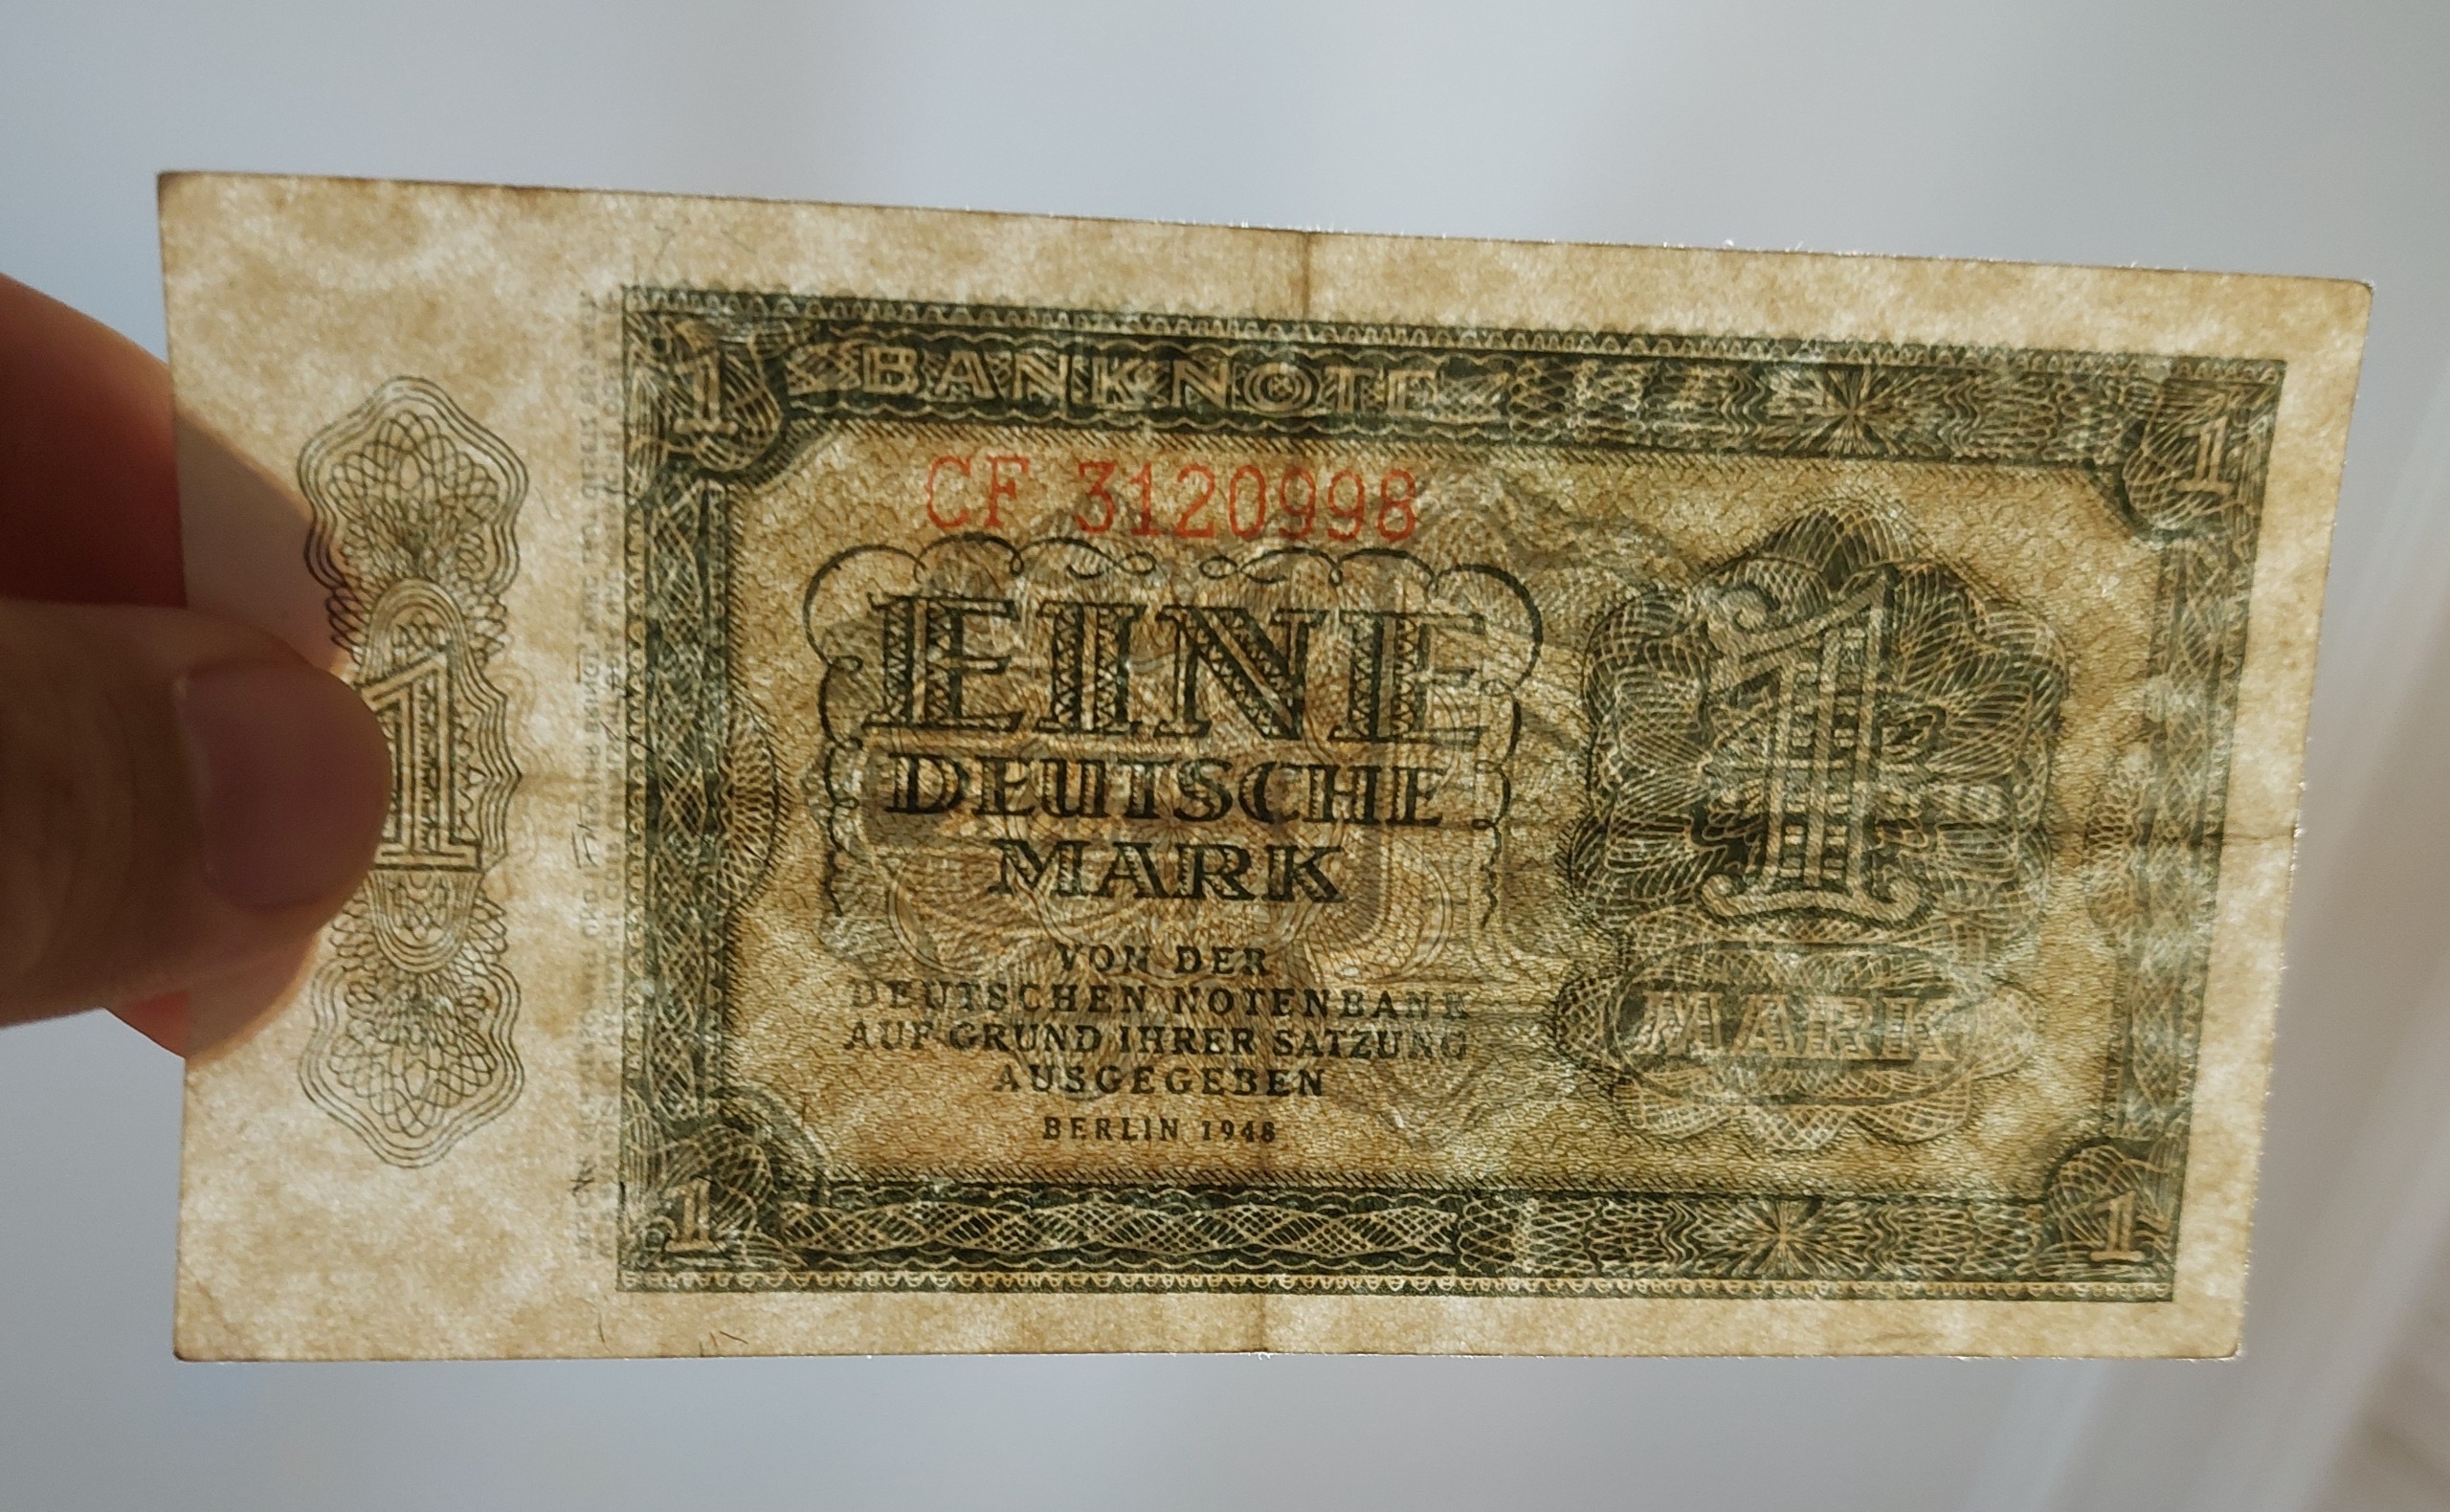 1 BANKNOTE 1
CF 3120998
EINE
DEUTSCHE
MARK
VON DER
DEUTSCHEN NOTENBANK
AUF GRUND IHRER SATZUNG
AUSGEGEBEN
BERLIN 1948
1
1
MARK
1 1